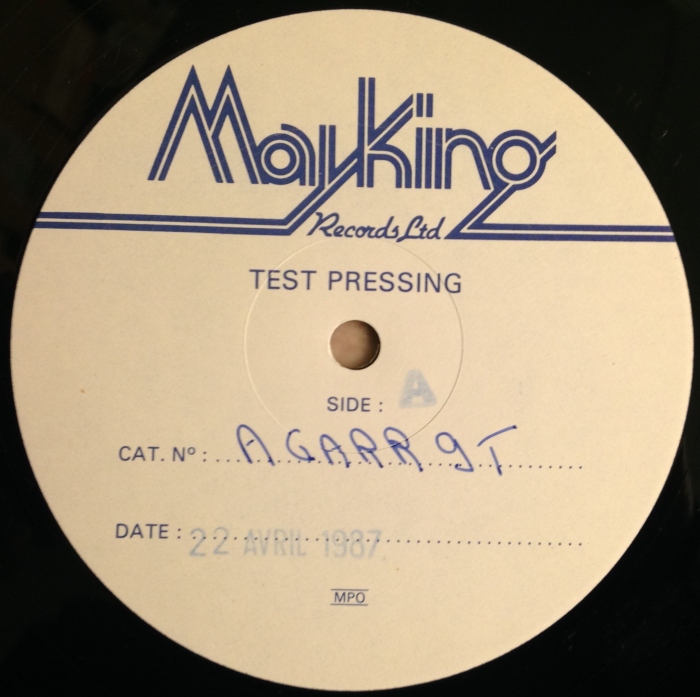 Mayking
Records Ltd
TEST PRESSING
SIDE : A
CAT. Nº : A GARR 9T
DATE : 22 AVRIL 1987
MPO